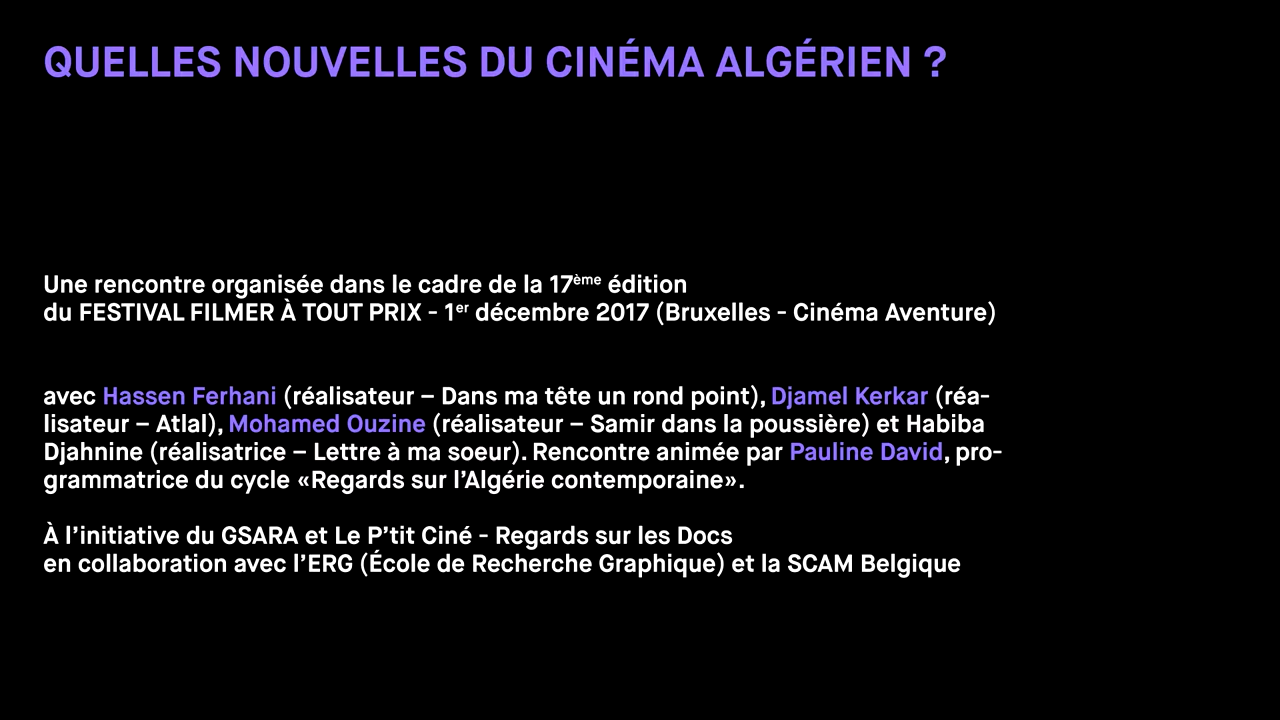 QUELLES NOUVELLES DU CINÉMA ALGÉRIEN ?
Une rencontre organisée dans le cadre de la 17ème édition
du FESTIVAL FILMER À TOUT PRIX - 1er décembre 2017 (Bruxelles - Cinéma Aventure)
avec Hassen Ferhani (réalisateur – Dans ma tête un rond point), Djamel Kerkar (réa-
lisateur – Atlal), Mohamed Ouzine (réalisateur – Samir dans la poussière) et Habiba
Djahnine (réalisatrice – Lettre à ma soeur). Rencontre animée par Pauline David, pro-
grammatrice du cycle «Regards sur l’Algérie contemporaine».
À l’initiative du GSARA et Le P’tit Ciné - Regards sur les Docs
en collaboration avec l’ERG (École de Recherche Graphique) et la SCAM Belgique